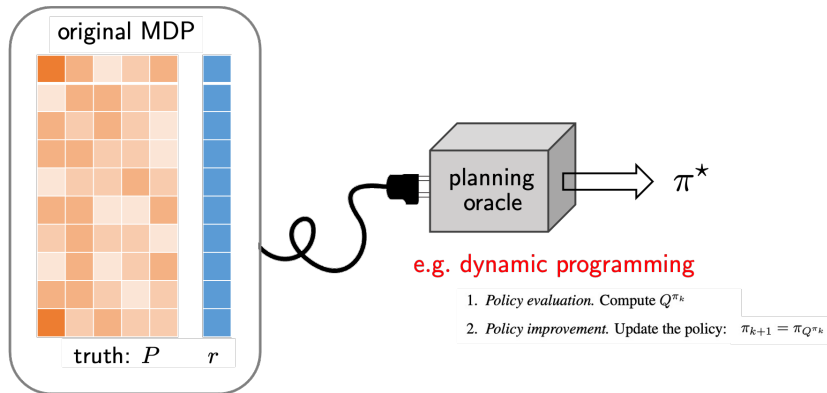 original MDP
truth: P r
planning
oracle
π⋆
e.g. dynamic programming
1. Policy evaluation. Compute Q^{π_k}
2. Policy improvement. Update the policy: π_{k+1} = π_{Q^{π_k}}